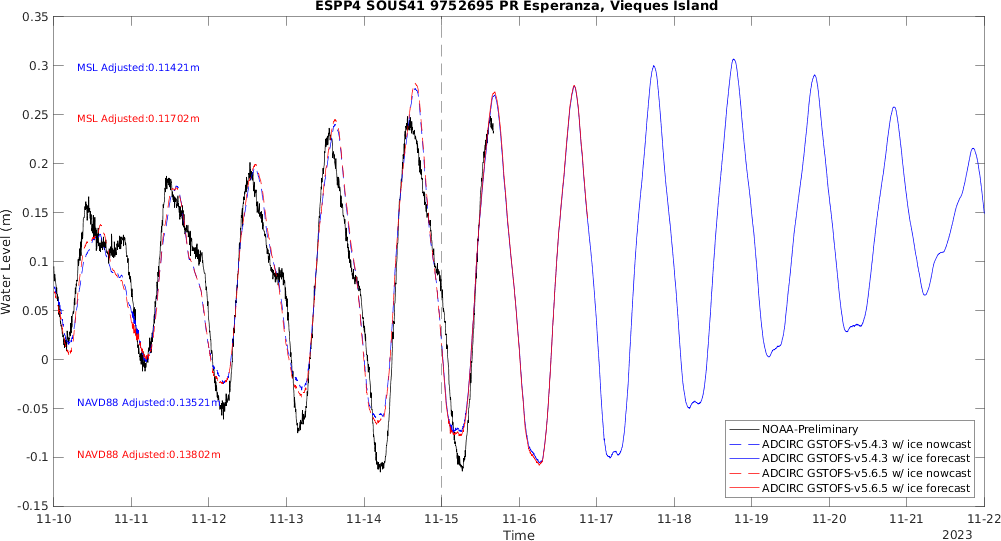 ESPP4 SOUS41 9752695 PR Esperanza, Vieques Island
0.35
0.3
0.25
0.2
0.15
0.1
0.05
0
-0.05
-0.1
-0.15
Water Level (m)
MSL Adjusted:0.11421m
MSL Adjusted:0.11702m
NAVD88 Adjusted:0.13521m
NAVD88 Adjusted:0.13802m
NOAA-Preliminary
ADCIRC GSTOFS-v5.4.3 w/ ice nowcast
ADCIRC GSTOFS-v5.4.3 w/ ice forecast
ADCIRC GSTOFS-v5.6.5 w/ ice nowcast
ADCIRC GSTOFS-v5.6.5 w/ ice forecast
11-10 11-11 11-12 11-13 11-14 11-15 11-16 11-17 11-18 11-19 11-20 11-21 11-22
Time
2023